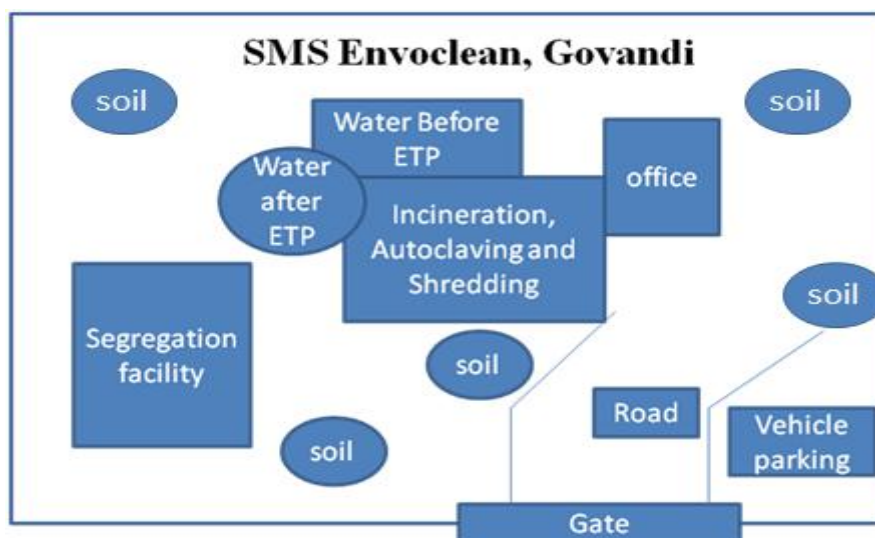 SMS Envoclean, Govandi
soil
soil
Water Before
ETP
Water
after
ETP
office
Incineration,
Autoclaving and
Shredding
soil
Segregation
facility
soil
Road
Vehicle
parking
soil
Gate